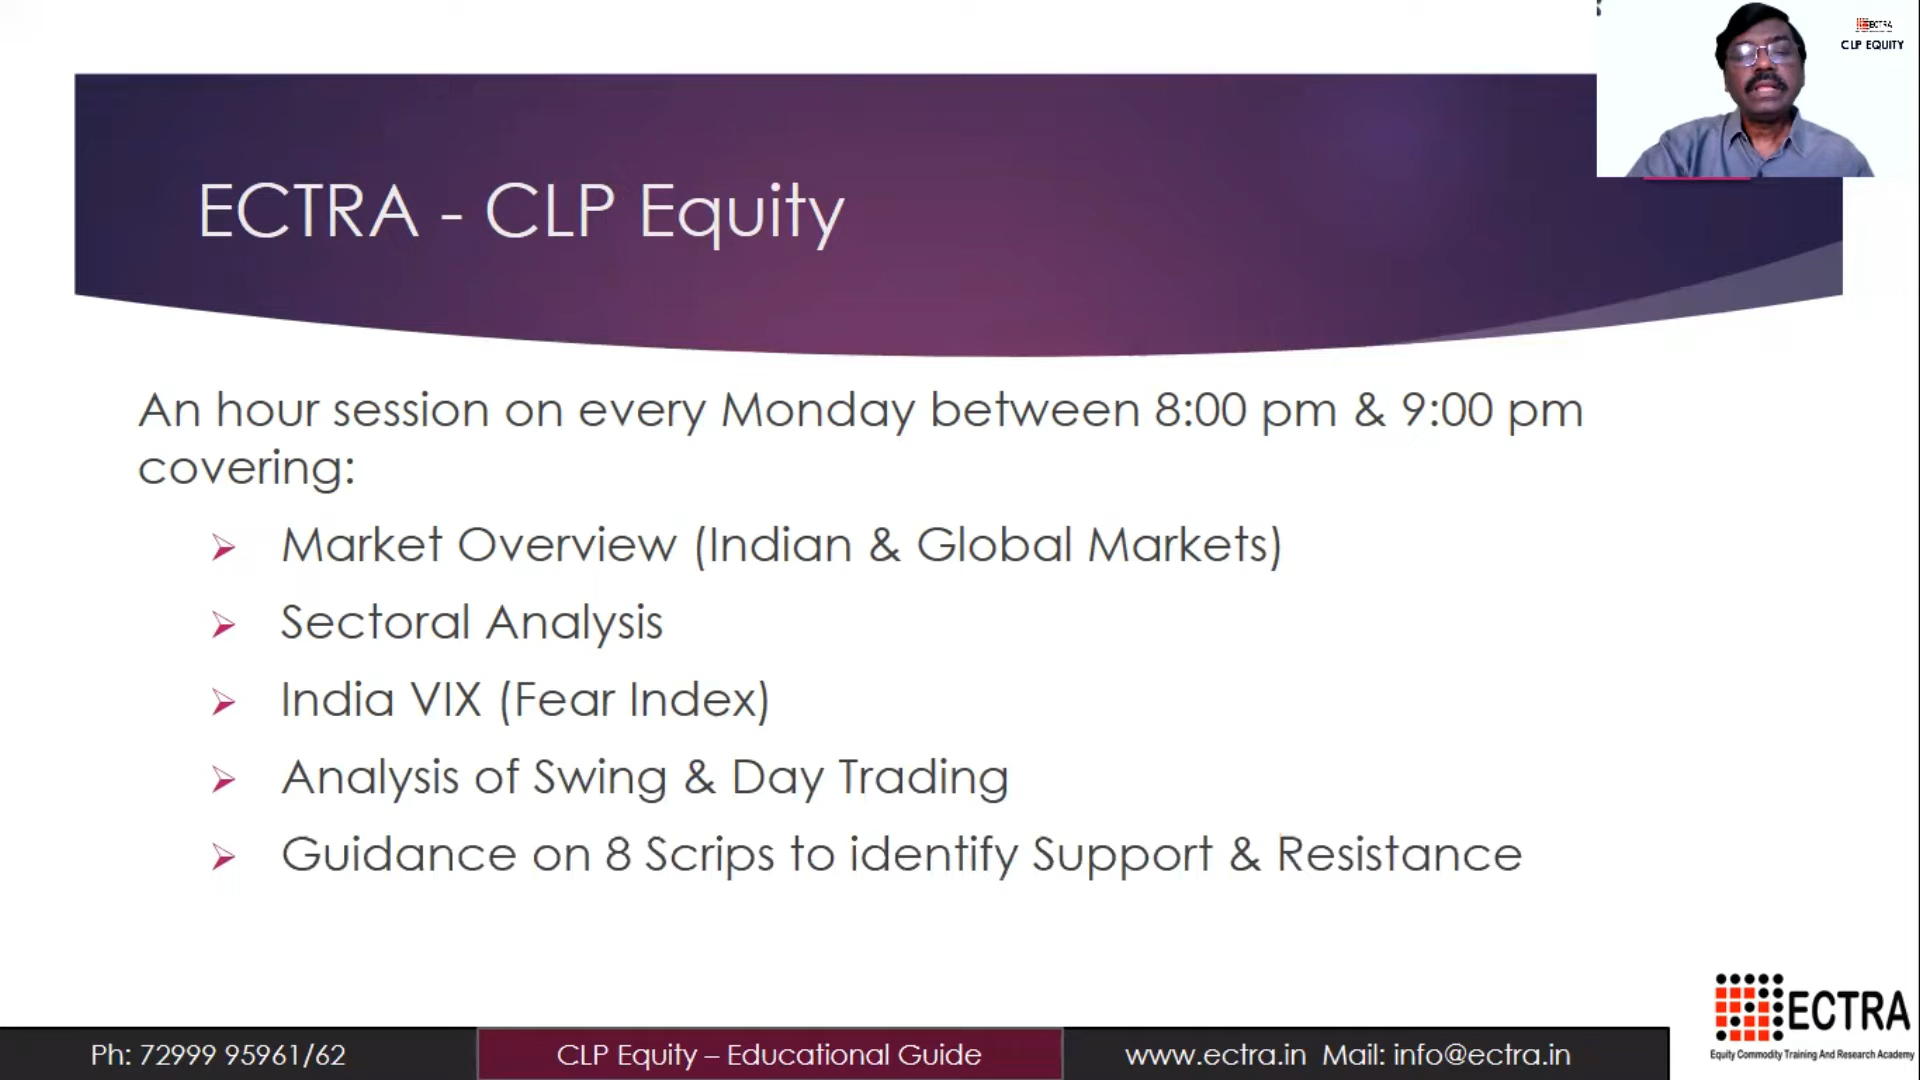 ECTRA
CLP EQUITY
ECTRA - CLP Equity
An hour session on every Monday between 8:00 pm & 9:00 pm
covering:
Market Overview (Indian & Global Markets)
Sectoral Analysis
India VIX (Fear Index)
Analysis of Swing & Day Trading
Guidance on 8 Scrips to identify Support & Resistance
ECTRA
Equity Commodity Training And Research Academy
Ph: 72999 95961/62
CLP Equity – Educational Guide
www.ectra.in Mail: info@ectra.in